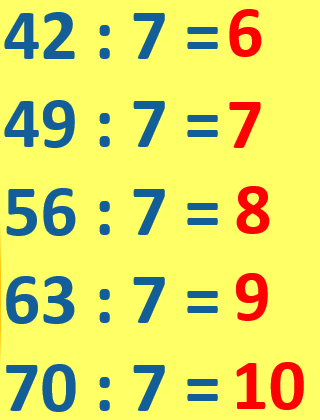 42 : 7 = 6
49 : 7 = 7
56 : 7 = 8
63 : 7 = 9
70 : 7 = 10